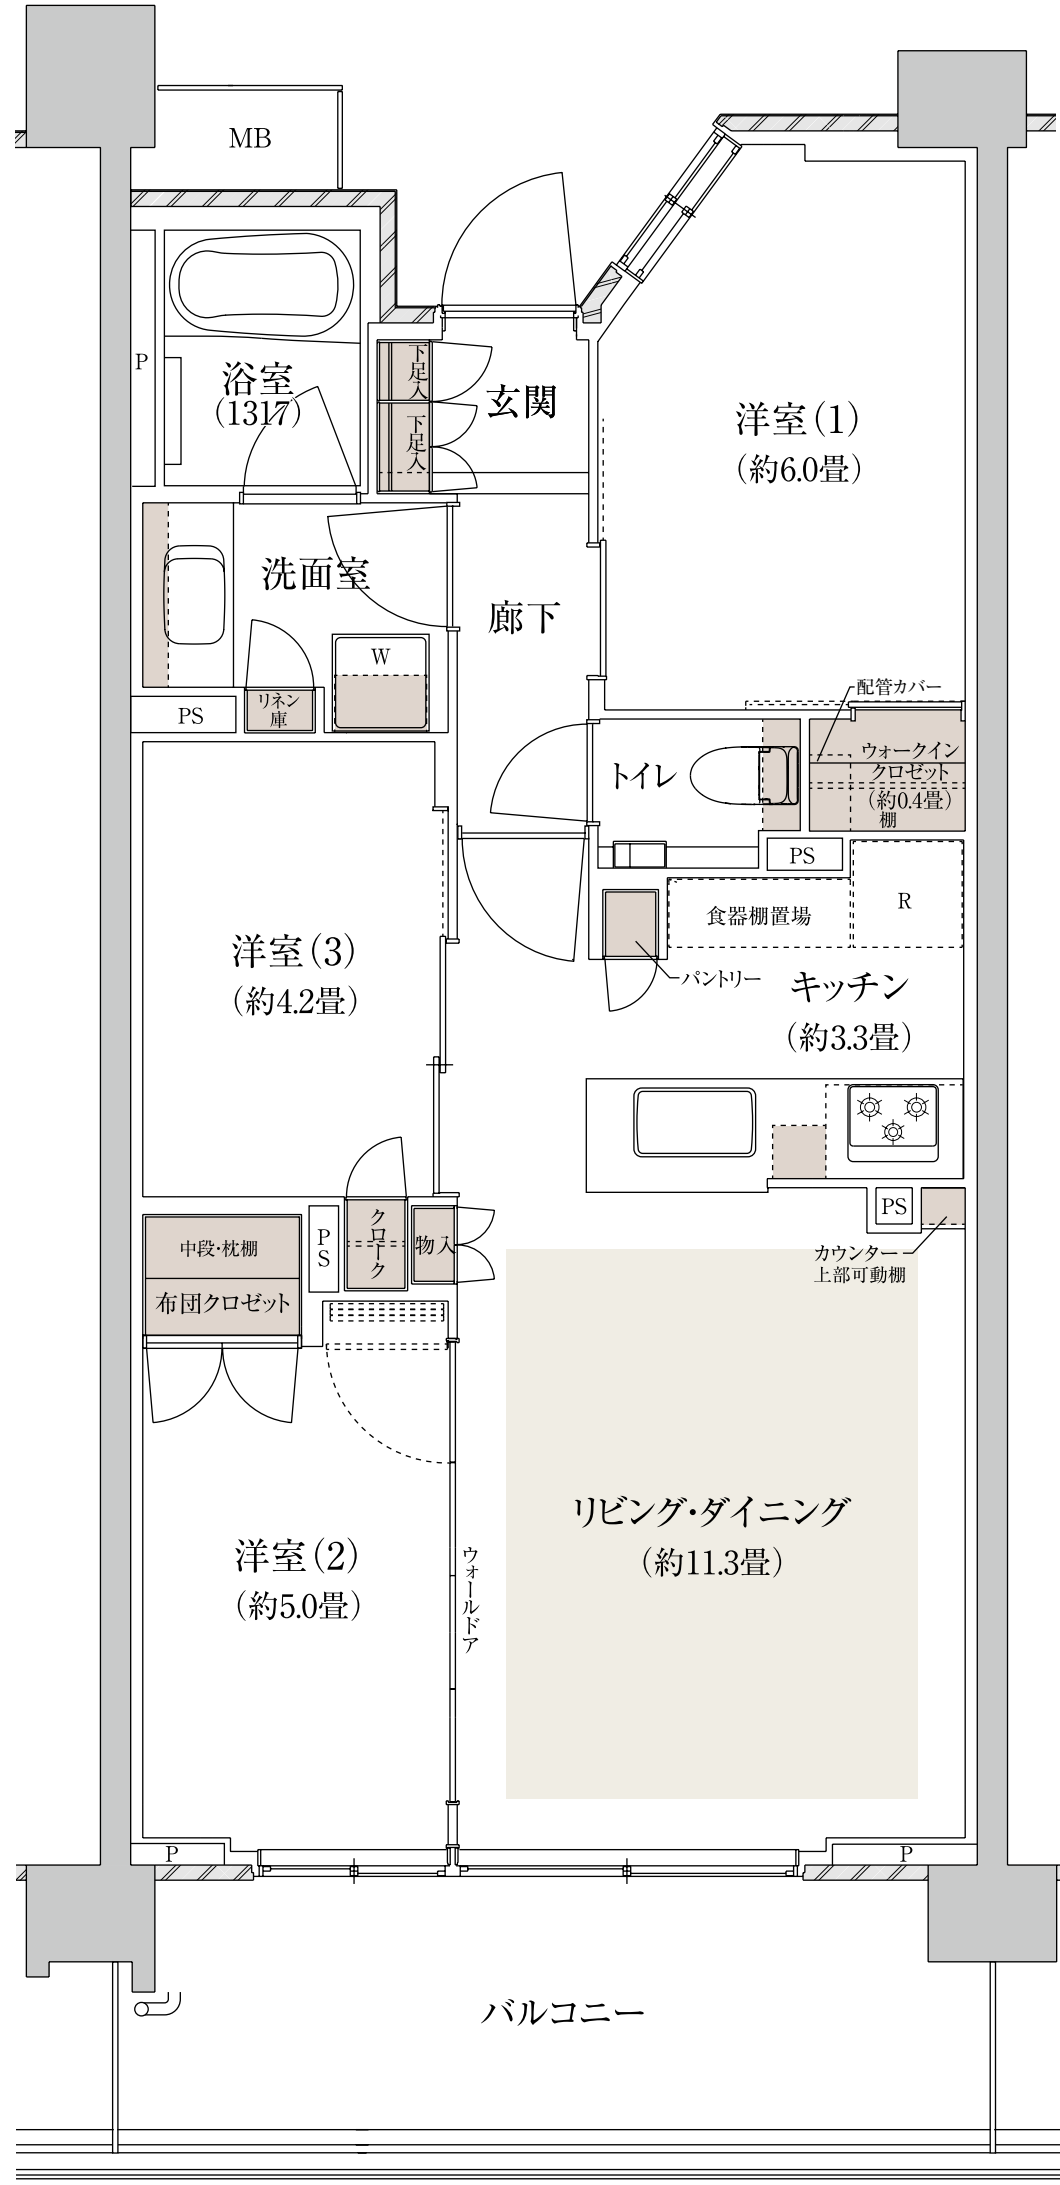 MB
P
浴室
(1317)
下足入
下足入
玄関
洋室(1)
(約6.0畳)
洗面室
廊下
W
PS
リネン
庫
配管カバー
トイレ
ウォークイン
クロゼット
(約0.4畳)
棚
PS
食器棚置場
R
パントリー
キッチン
(約3.3畳)
洋室(3)
(約4.2畳)
PS
クローク
物入
中段・枕棚
布団クロゼット
PS
カウンター
上部可動棚
リビング・ダイニング
(約11.3畳)
洋室(2)
(約5.0畳)
ウォールドア
P
P
バルコニー